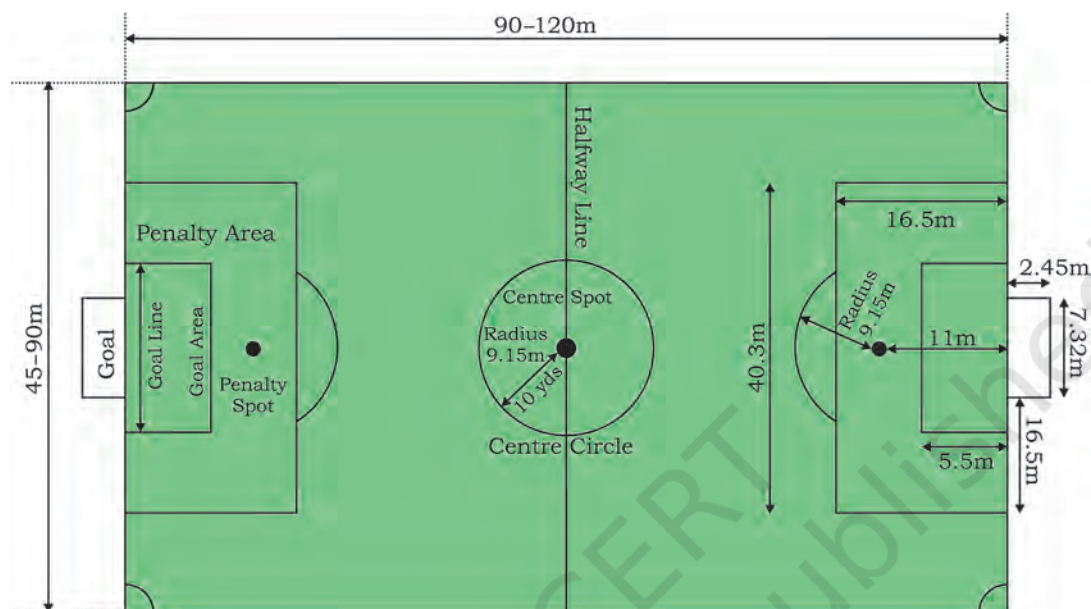 90–120m
45–90m
Halfway Line
Penalty Area
Goal
Goal Line
Goal Area
Penalty
Spot
Centre Spot
Radius
9.15m
10 yds
Centre Circle
40.3m
16.5m
Radius
9.15m
11m
5.5m
2.45m
7.32m
16.5m